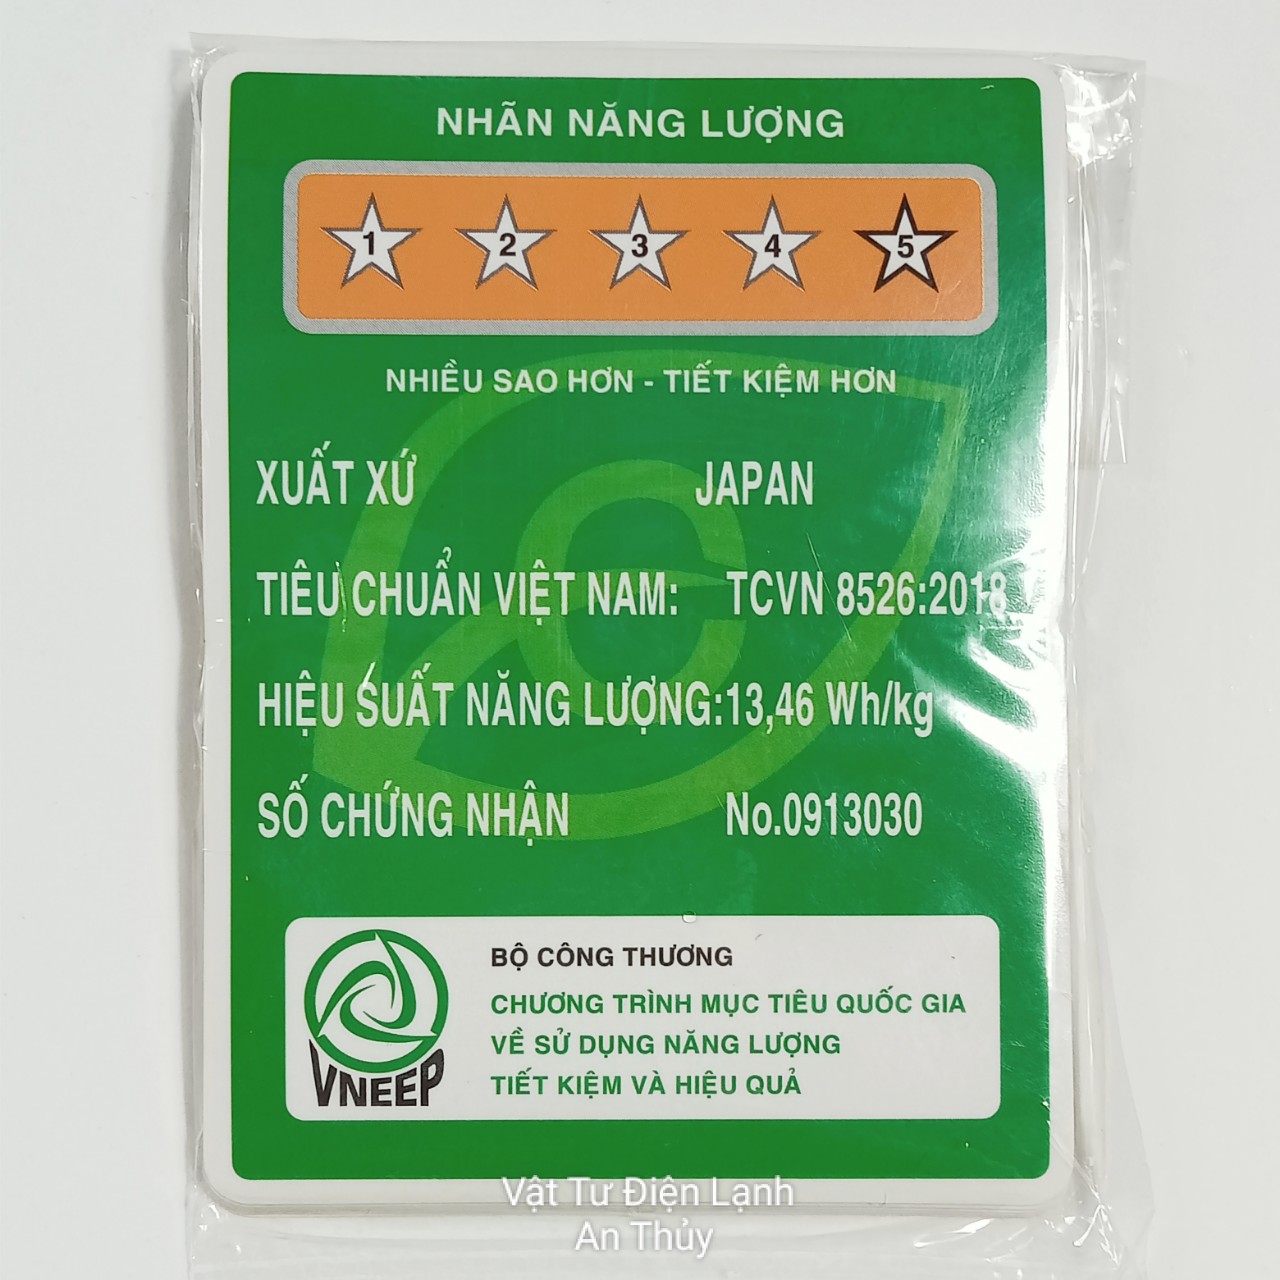 NHÃN NĂNG LƯỢNG
1 2 3 4 5
NHIỀU SAO HƠN - TIẾT KIỆM HƠN
XUẤT XỨ JAPAN
TIÊU CHUẨN VIỆT NAM: TCVN 8526:2018
HIỆU SUẤT NĂNG LƯỢNG:13,46 Wh/kg
SỐ CHỨNG NHẬN No.0913030
BỘ CÔNG THƯƠNG
CHƯƠNG TRÌNH MỤC TIÊU QUỐC GIA
VỀ SỬ DỤNG NĂNG LƯỢNG
TIẾT KIỆM VÀ HIỆU QUẢ
VNEEP
Vật Tư Điện Lạnh
An Thủy